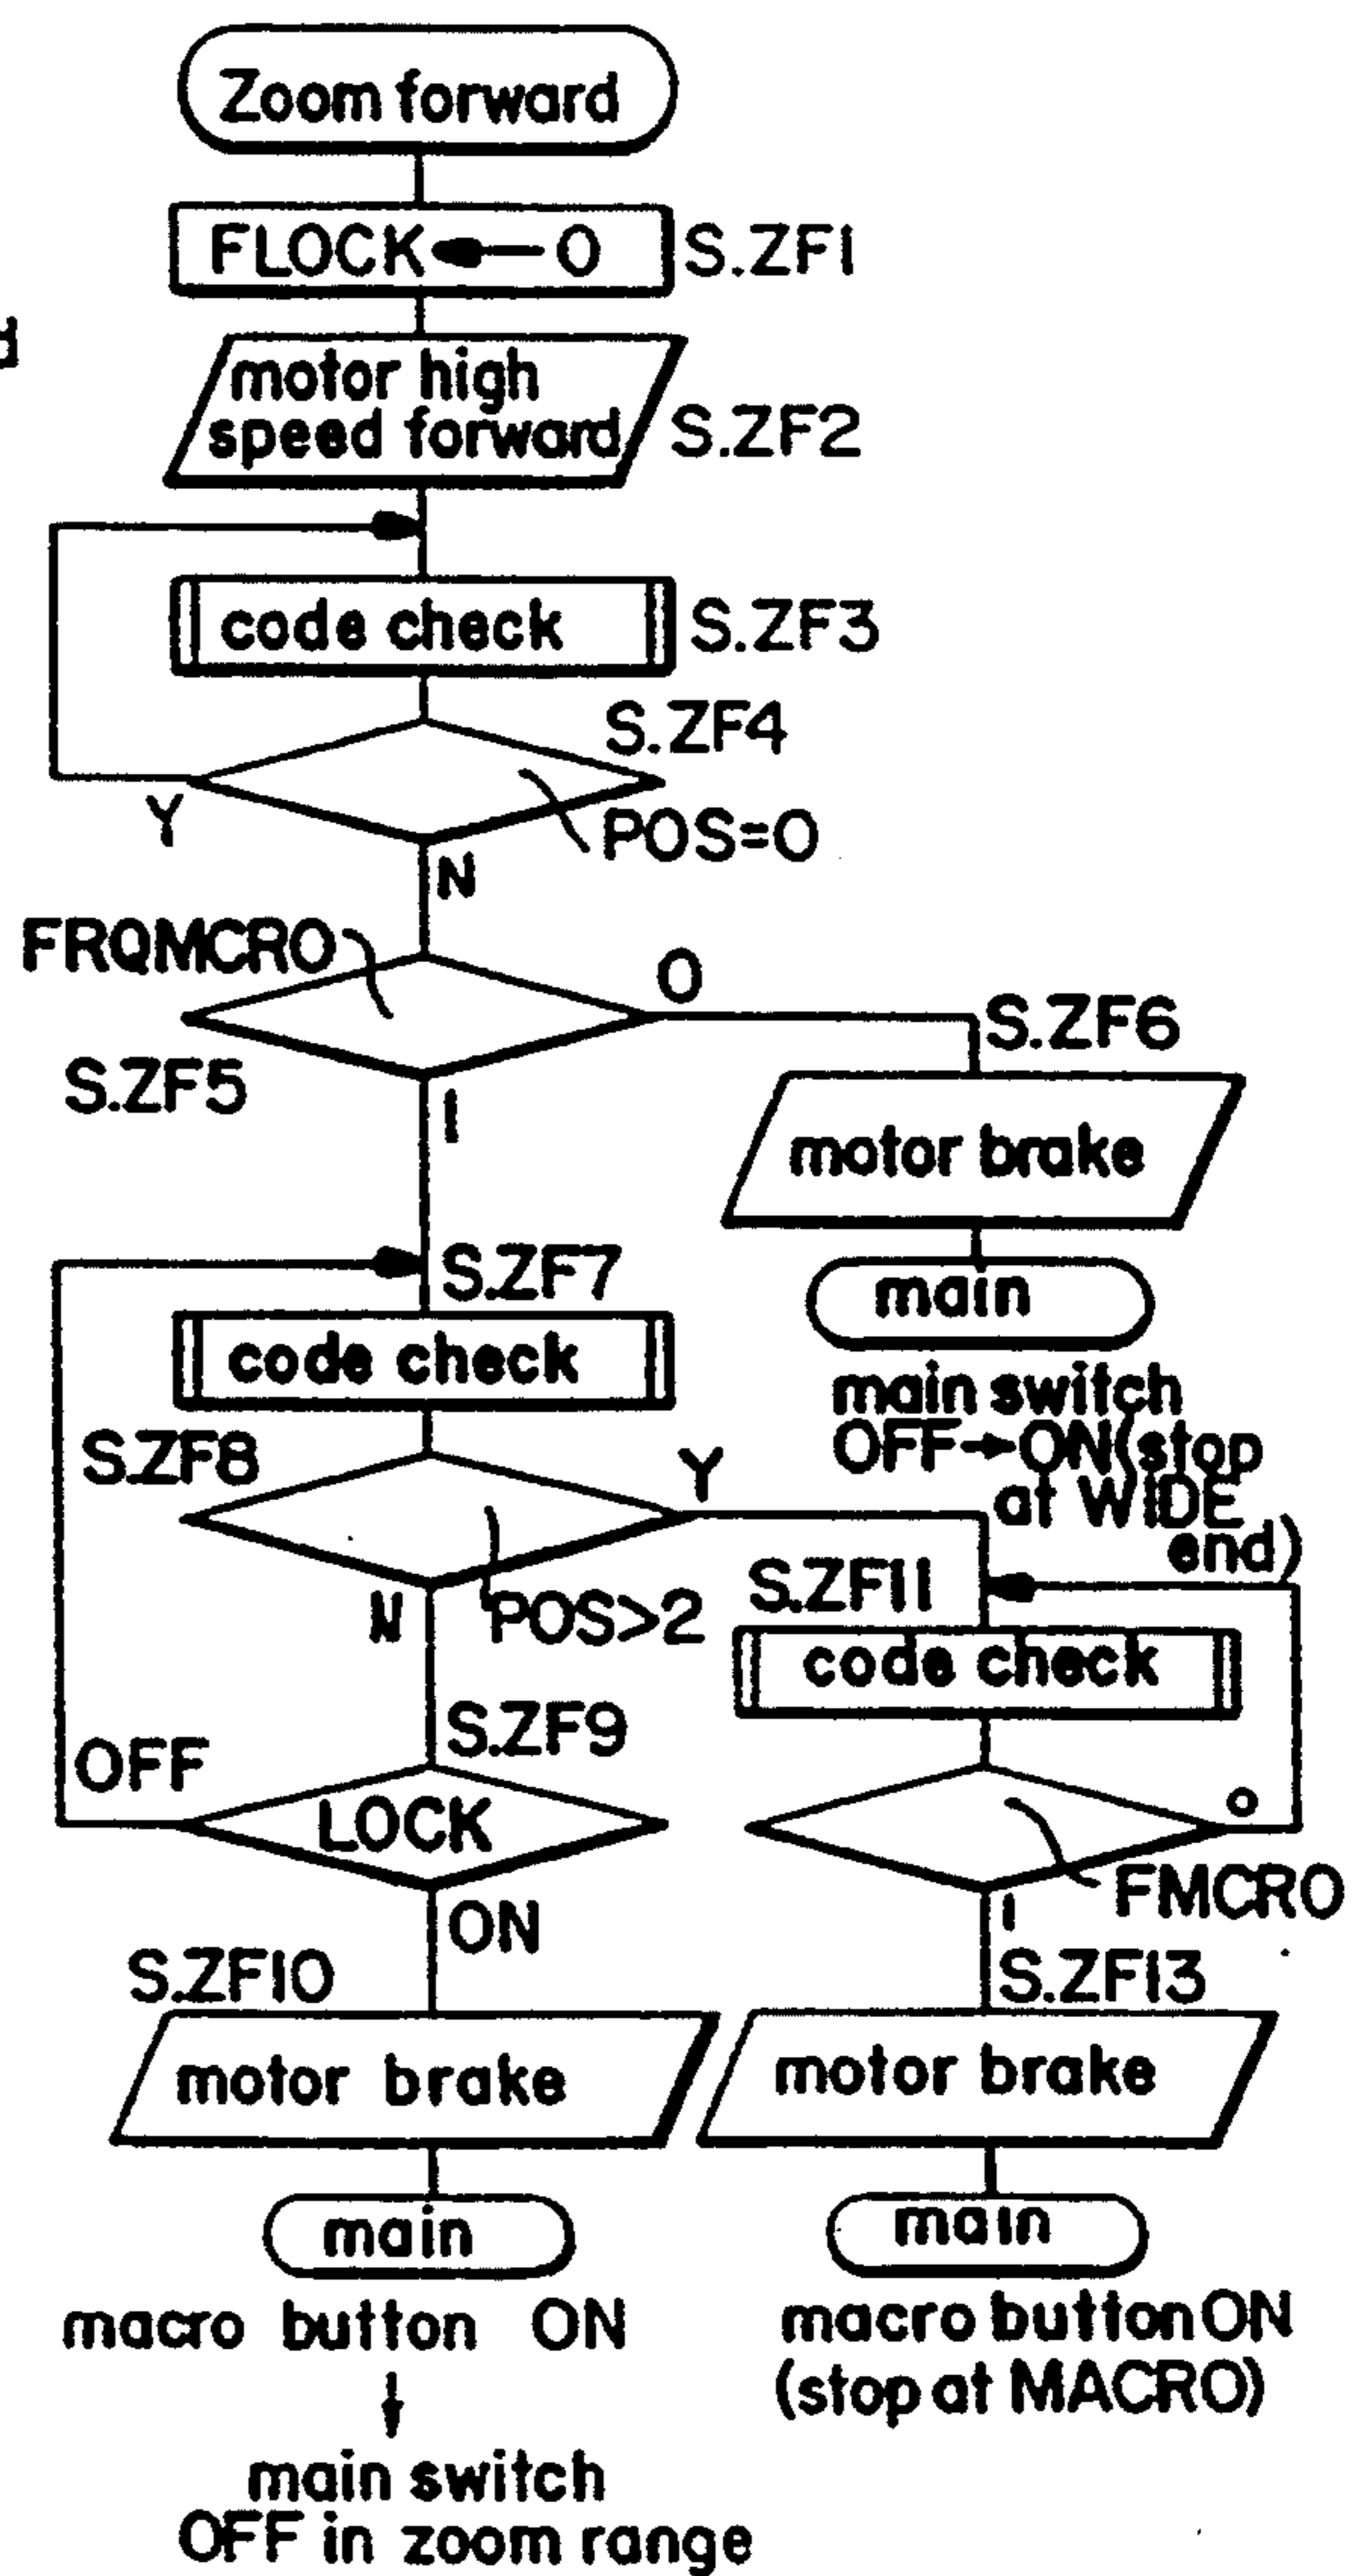 Zoom forward
FLOCK ← 0
S.ZF1
d
motor high
speed forward
S.ZF2
code check
S.ZF3
S.ZF4
Y
POS=0
N
FRQMCRO
0
S.ZF5
S.ZF6
1
motor brake
S.ZF7
main
code check
main switch
OFF→ON(stop
at WIDE
end)
S.ZF8
Y
N
POS>2
S.ZF11
code check
S.ZF9
OFF
LOCK
0
FMCRO
ON
1
S.ZF10
S.ZF13
motor brake
motor brake
main
main
macro button ON
↓
main switch
OFF in zoom range
macro button ON
(stop at MACRO)